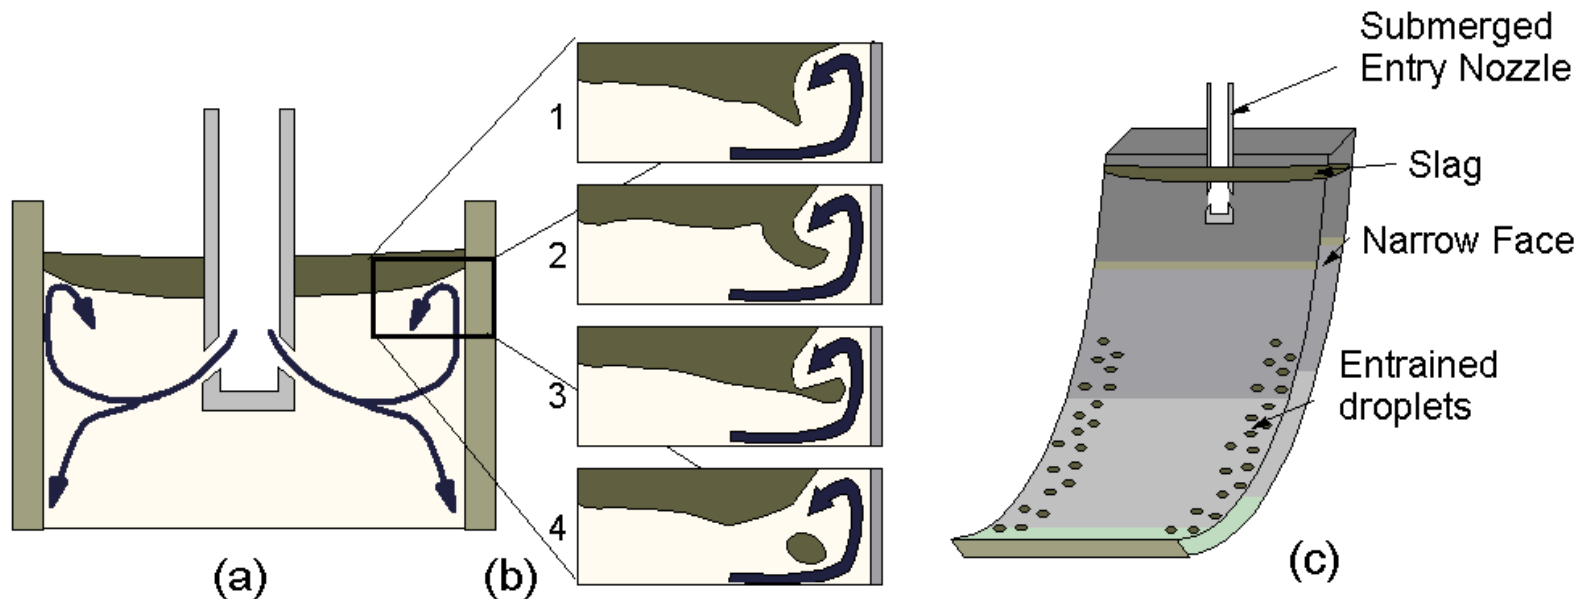 1
2
3
4
(a)
(b)
Submerged
Entry Nozzle
Slag
Narrow Face
Entrained
droplets
(c)